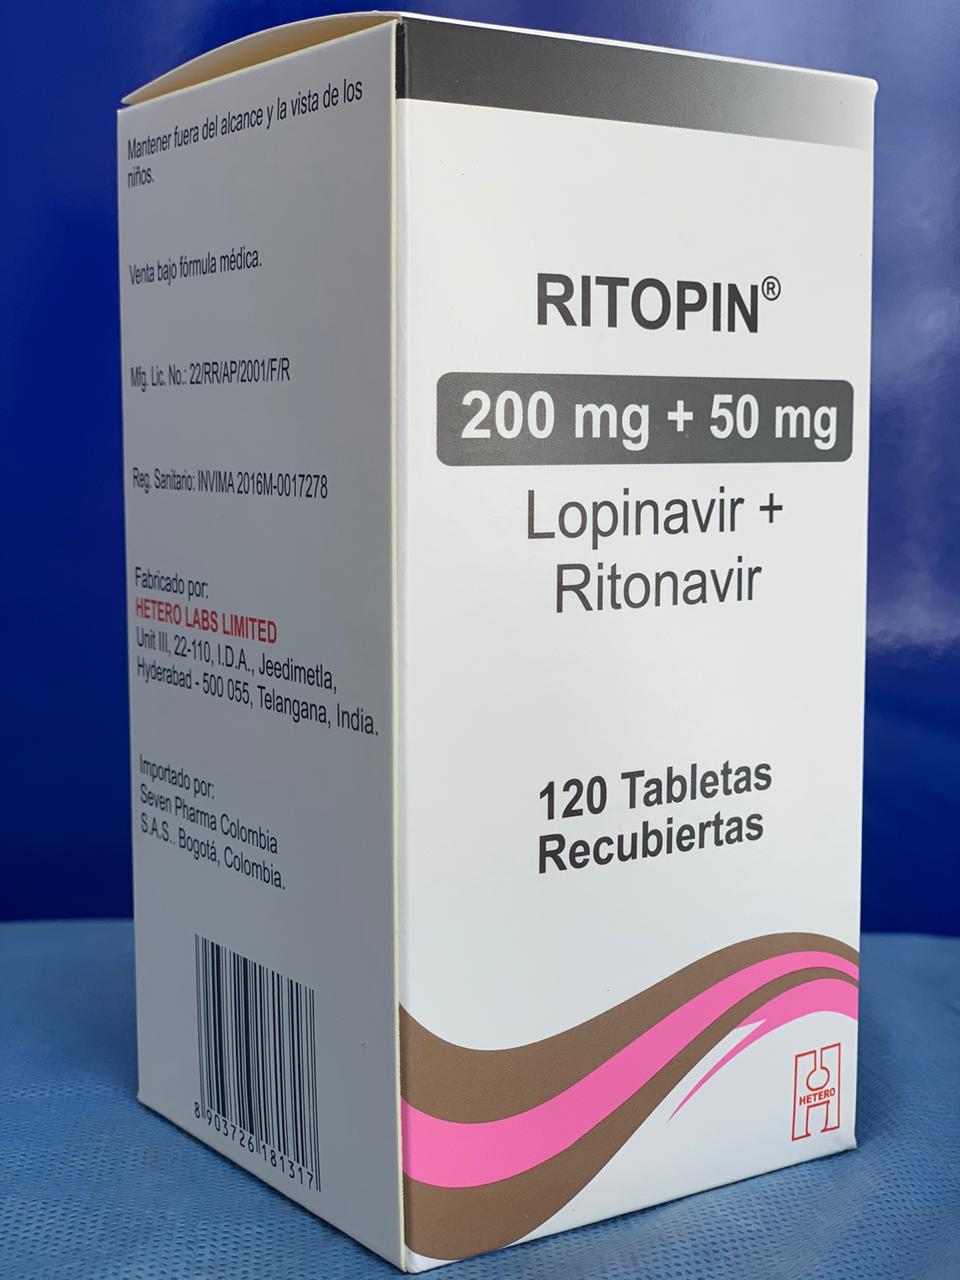 Mantener fuera del alcance y la vista de los
niños.
Venta bajo fórmula médica.
Mfg. Lic. No.: 22/RR/AP/2001/F/R
Reg. Sanitario: INVIMA 2016M-0017278
Fabricado por:
HETERO LABS LIMITED
Unit III, 22-110, I.D.A., Jeedimetla,
Hyderabad - 500 055, Telangana, India.
Importado por:
Seven Pharma Colombia
S.A.S.. Bogotá, Colombia.
8 903726 181317
RITOPIN®
200 mg + 50 mg
Lopinavir +
Ritonavir
120 Tabletas
Recubiertas
HETERO